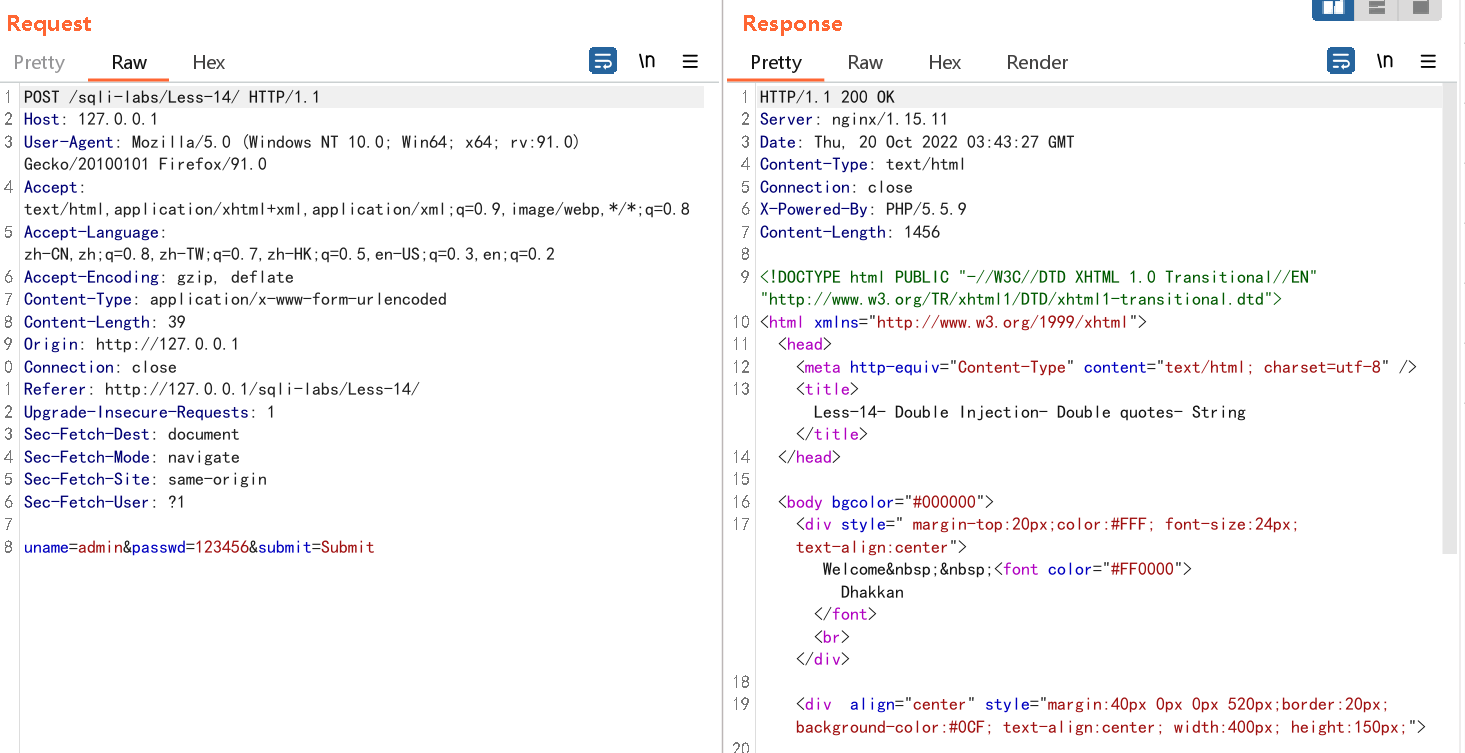 Request
Pretty Raw Hex \n
1 POST /sqli-labs/Less-14/ HTTP/1.1
2 Host: 127.0.0.1
3 User-Agent: Mozilla/5.0 (Windows NT 10.0; Win64; x64; rv:91.0)
Gecko/20100101 Firefox/91.0
4 Accept:
text/html,application/xhtml+xml,application/xml;q=0.9,image/webp,*/*;q=0.8
5 Accept-Language:
zh-CN,zh;q=0.8,zh-TW;q=0.7,zh-HK;q=0.5,en-US;q=0.3,en;q=0.2
6 Accept-Encoding: gzip, deflate
7 Content-Type: application/x-www-form-urlencoded
8 Content-Length: 39
9 Origin: http://127.0.0.1
0 Connection: close
1 Referer: http://127.0.0.1/sqli-labs/Less-14/
2 Upgrade-Insecure-Requests: 1
3 Sec-Fetch-Dest: document
4 Sec-Fetch-Mode: navigate
5 Sec-Fetch-Site: same-origin
6 Sec-Fetch-User: ?1
7
8 uname=admin&passwd=123456&submit=Submit
Response
Pretty Raw Hex Render \n
1 HTTP/1.1 200 OK
2 Server: nginx/1.15.11
3 Date: Thu, 20 Oct 2022 03:43:27 GMT
4 Content-Type: text/html
5 Connection: close
6 X-Powered-By: PHP/5.5.9
7 Content-Length: 1456
8
9 <!DOCTYPE html PUBLIC "-//W3C//DTD XHTML 1.0 Transitional//EN"
"http://www.w3.org/TR/xhtml1/DTD/xhtml1-transitional.dtd">
10 <html xmlns="http://www.w3.org/1999/xhtml">
11 <head>
12 <meta http-equiv="Content-Type" content="text/html; charset=utf-8" />
13 <title>
Less-14- Double Injection- Double quotes- String
</title>
14 </head>
15
16 <body bgcolor="#000000">
17 <div style=" margin-top:20px;color:#FFF; font-size:24px;
text-align:center">
Welcome&nbsp;&nbsp;<font color="#FF0000">
Dhakkan
</font>
<br>
</div>
18
19 <div  align="center" style="margin:40px 0px 0px 520px;border:20px;
background-color:#0CF; text-align:center; width:400px; height:150px;">
20